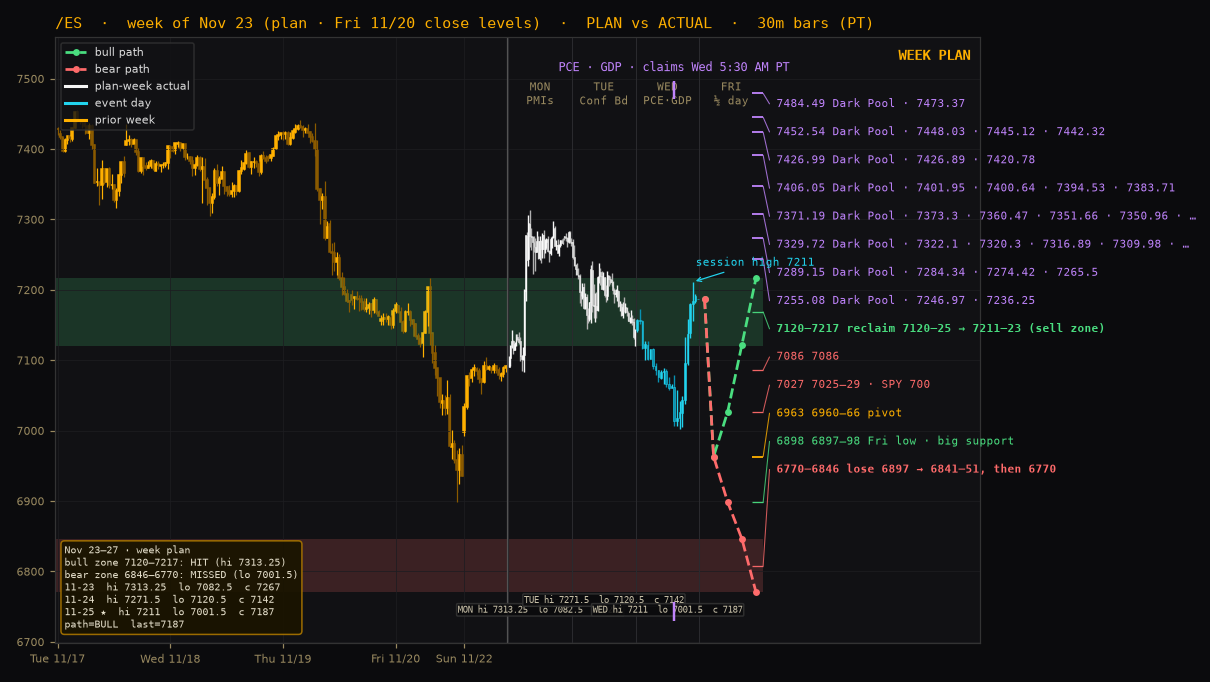 /ES · week of Nov 23 (plan · Fri 11/20 close levels) · PLAN vs ACTUAL · 30m bars (PT)
WEEK PLAN
bull path
bear path
plan-week actual
event day
prior week
PCE · GDP · claims Wed 5:30 AM PT
MON
PMIs
TUE
Conf Bd
WED
PCE·GDP
FRI
½ day
7500
7400
7300
7200
7100
7000
6900
6800
6700
7484.49 Dark Pool · 7473.37
7452.54 Dark Pool · 7448.03 · 7445.12 · 7442.32
7426.99 Dark Pool · 7426.89 · 7420.78
7406.05 Dark Pool · 7401.95 · 7400.64 · 7394.53 · 7383.71
7371.19 Dark Pool · 7373.3 · 7360.47 · 7351.66 · 7350.96 · …
7329.72 Dark Pool · 7322.1 · 7320.3 · 7316.89 · 7309.98 · …
session high 7211
7289.15 Dark Pool · 7284.34 · 7274.42 · 7265.5
7255.08 Dark Pool · 7246.97 · 7236.25
7120–7217 reclaim 7120–25 → 7211–23 (sell zone)
7086 7086
7027 7025–29 · SPY 700
6963 6960–66 pivot
6898 6897–98 Fri low · big support
6770–6846 lose 6897 → 6841–51, then 6770
Nov 23–27 · week plan
bull zone 7120–7217: HIT (hi 7313.25)
bear zone 6846–6770: MISSED (lo 7001.5)
11-23 hi 7313.25 lo 7082.5 c 7267
11-24 hi 7271.5 lo 7120.5 c 7142
11-25 ★ hi 7211 lo 7001.5 c 7187
path=BULL last=7187
TUE hi 7271.5 lo 7120.5 c 7142
MON hi 7313.25 lo 7082.5
WED hi 7211 lo 7001.5 c 7187
Tue 11/17
Wed 11/18
Thu 11/19
Fri 11/20
Sun 11/22